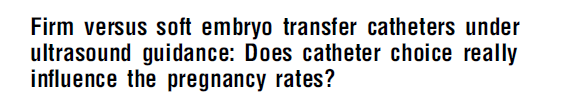 Firm versus soft embryo transfer catheters under
ultrasound guidance: Does catheter choice really
influence the pregnancy rates?